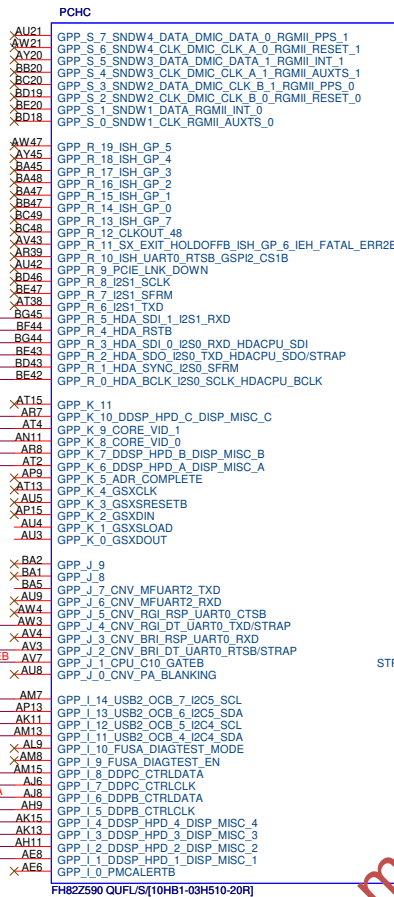 PCHC
AU21 GPP_S_7_SNDW4_DATA_DMIC_DATA_0_RGMII_PPS_1
AW21 GPP_S_6_SNDW4_CLK_DMIC_CLK_A_0_RGMII_RESET_1
AY20 GPP_S_5_SNDW3_DATA_DMIC_DATA_1_RGMII_INT_1
BB20 GPP_S_4_SNDW3_CLK_DMIC_CLK_A_1_RGMII_AUXTS_1
BC20 GPP_S_3_SNDW2_DATA_DMIC_CLK_B_1_RGMII_PPS_0
BD19 GPP_S_2_SNDW2_CLK_DMIC_CLK_B_0_RGMII_RESET_0
BE20 GPP_S_1_SNDW1_DATA_RGMII_INT_0
BD18 GPP_S_0_SNDW1_CLK_RGMII_AUXTS_0
AW47 GPP_R_19_ISH_GP_5
AY45 GPP_R_18_ISH_GP_4
BA45 GPP_R_17_ISH_GP_3
BA48 GPP_R_16_ISH_GP_2
BA47 GPP_R_15_ISH_GP_1
BB47 GPP_R_14_ISH_GP_0
BC49 GPP_R_13_ISH_GP_7
BC48 GPP_R_12_CLKOUT_48
AV43 GPP_R_11_SX_EXIT_HOLDOFFB_ISH_GP_6_IEH_FATAL_ERR2B
AR39 GPP_R_10_ISH_UART0_RTSB_GSPI2_CS1B
AU42 GPP_R_9_PCIE_LNK_DOWN
BD46 GPP_R_8_I2S1_SCLK
BE47 GPP_R_7_I2S1_SFRM
AT38 GPP_R_6_I2S1_TXD
BG45 GPP_R_5_HDA_SDI_1_I2S1_RXD
BF44 GPP_R_4_HDA_RSTB
BG44 GPP_R_3_HDA_SDI_0_I2S0_RXD_HDACPU_SDI
BE43 GPP_R_2_HDA_SDO_I2S0_TXD_HDACPU_SDO/STRAP
BD43 GPP_R_1_HDA_SYNC_I2S0_SFRM
BE42 GPP_R_0_HDA_BCLK_I2S0_SCLK_HDACPU_BCLK
AT15 GPP_K_11
AR7 GPP_K_10_DDSP_HPD_C_DISP_MISC_C
AT4 GPP_K_9_CORE_VID_1
AN11 GPP_K_8_CORE_VID_0
AR8 GPP_K_7_DDSP_HPD_B_DISP_MISC_B
AT2 GPP_K_6_DDSP_HPD_A_DISP_MISC_A
AP9 GPP_K_5_ADR_COMPLETE
AT13 GPP_K_4_GSXCLK
AU5 GPP_K_3_GSXSRESETB
AP15 GPP_K_2_GSXDIN
AU4 GPP_K_1_GSXSLOAD
AU3 GPP_K_0_GSXDOUT
BA2 GPP_J_9
BA1 GPP_J_8
BA5 GPP_J_7_CNV_MFUART2_TXD
AU9 GPP_J_6_CNV_MFUART2_RXD
AW4 GPP_J_5_CNV_RGI_RSP_UART0_CTSB
AW3 GPP_J_4_CNV_RGI_DT_UART0_TXD/STRAP
AV4 GPP_J_3_CNV_BRI_RSP_UART0_RXD
AV3 GPP_J_2_CNV_BRI_DT_UART0_RTSB/STRAP
EB AV7 GPP_J_1_CPU_C10_GATEB STR
AU8 GPP_J_0_CNV_PA_BLANKING
AM7 GPP_I_14_USB2_OCB_7_I2C5_SCL
AP13 GPP_I_13_USB2_OCB_6_I2C5_SDA
AK11 GPP_I_12_USB2_OCB_5_I2C4_SCL
AM13 GPP_I_11_USB2_OCB_4_I2C4_SDA
AL9 GPP_I_10_FUSA_DIAGTEST_MODE
AM8 GPP_I_9_FUSA_DIAGTEST_EN
AM15 GPP_I_8_DDPC_CTRLDATA
AJ6 GPP_I_7_DDPC_CTRLCLK
AJ8 GPP_I_6_DDPB_CTRLDATA
AH9 GPP_I_5_DDPB_CTRLCLK
AK15 GPP_I_4_DDSP_HPD_4_DISP_MISC_4
AK13 GPP_I_3_DDSP_HPD_3_DISP_MISC_3
AH11 GPP_I_2_DDSP_HPD_2_DISP_MISC_2
AE8 GPP_I_1_DDSP_HPD_1_DISP_MISC_1
AE6 GPP_I_0_PMCALERTB
FH82Z590 QUFL/S/[10HB1-03H510-20R]